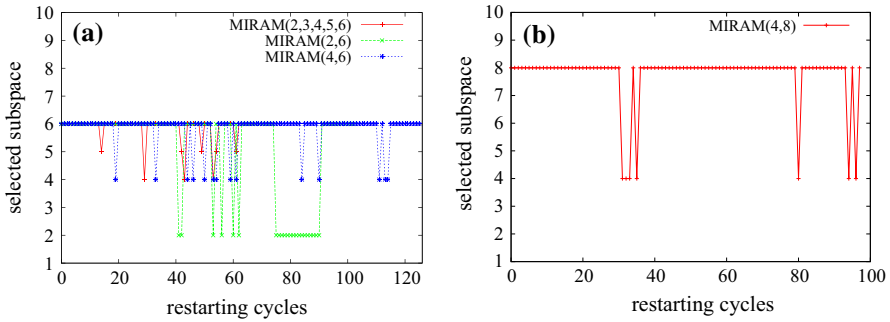 (a)
MIRAM(2,3,4,5,6)
MIRAM(2,6)
MIRAM(4,6)
selected subspace
10
9
8
7
6
5
4
3
2
1
0 20 40 60 80 100 120
restarting cycles
(b)
MIRAM(4,8)
selected subspace
10
9
8
7
6
5
4
3
2
1
0 20 40 60 80 100
restarting cycles